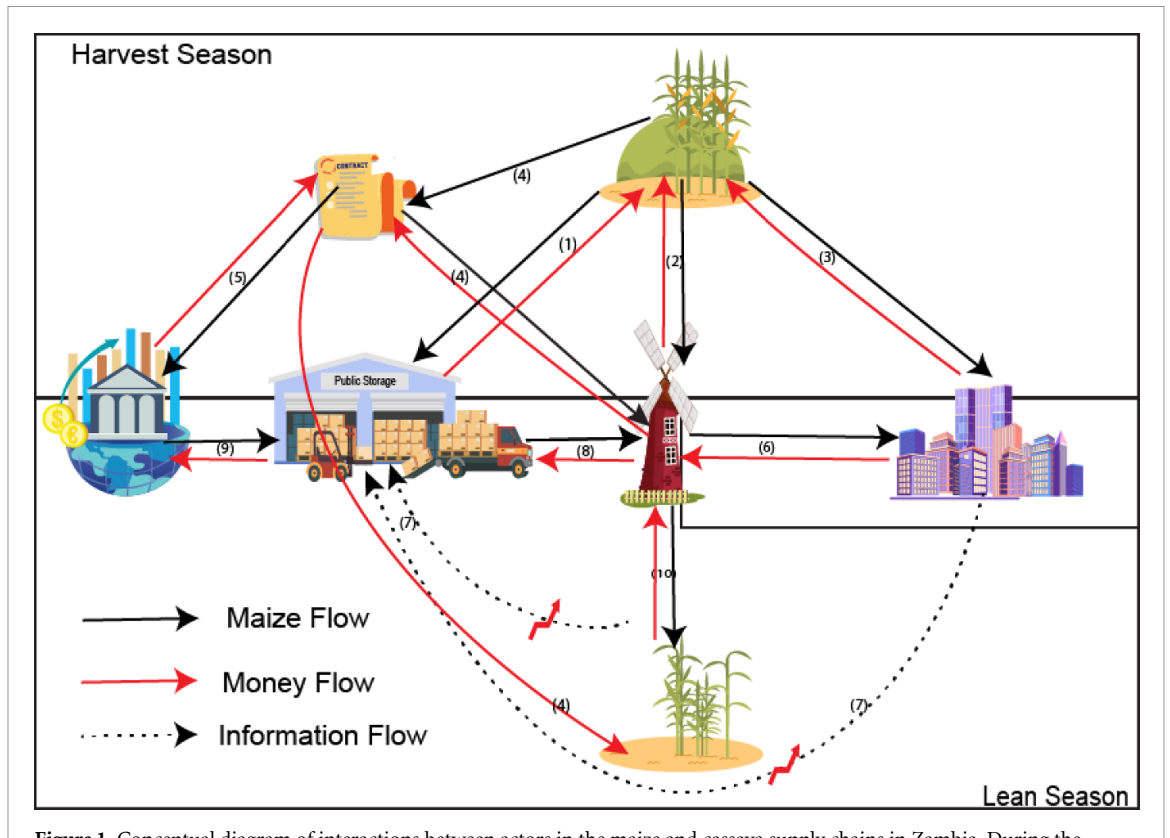 Harvest Season
CONTRACT
(4)
(1)
(2)
(3)
(5)
(4)
Public Storage
$
€
(9)
(8)
(6)
(7)
(10)
Maize Flow
Money Flow
(4)
(7)
Information Flow
Lean Season
Figure 1. Conceptual diagram of interactions between actors in the maize and cassava supply chains in Zambia. During the